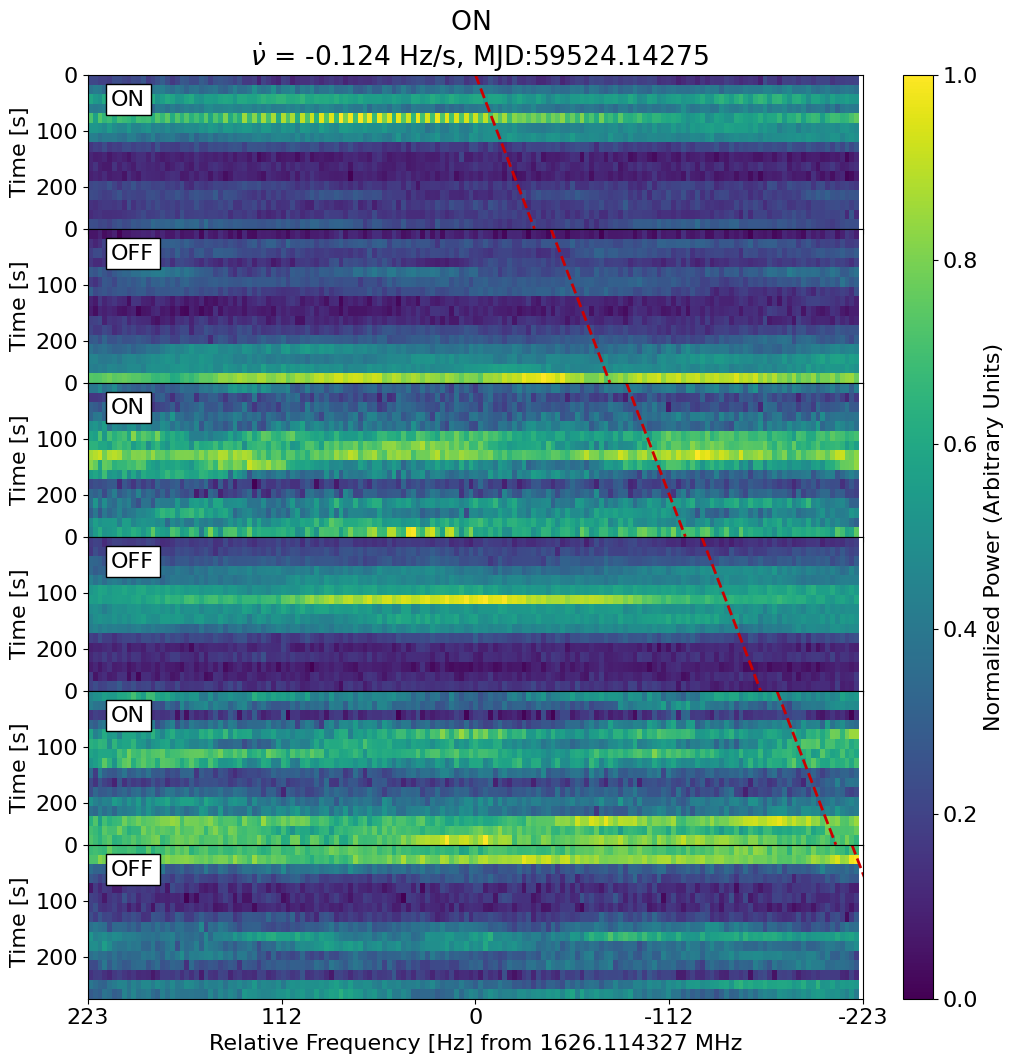 ON
ν̇ = -0.124 Hz/s, MJD:59524.14275
0
ON
100
200
Time [s]
0
OFF
100
200
Time [s]
0
ON
100
200
Time [s]
0
OFF
100
200
Time [s]
0
ON
100
200
Time [s]
0
OFF
100
200
Time [s]
223
112
0
-112
-223
Relative Frequency [Hz] from 1626.114327 MHz
1.0
0.8
0.6
0.4
0.2
0.0
Normalized Power (Arbitrary Units)